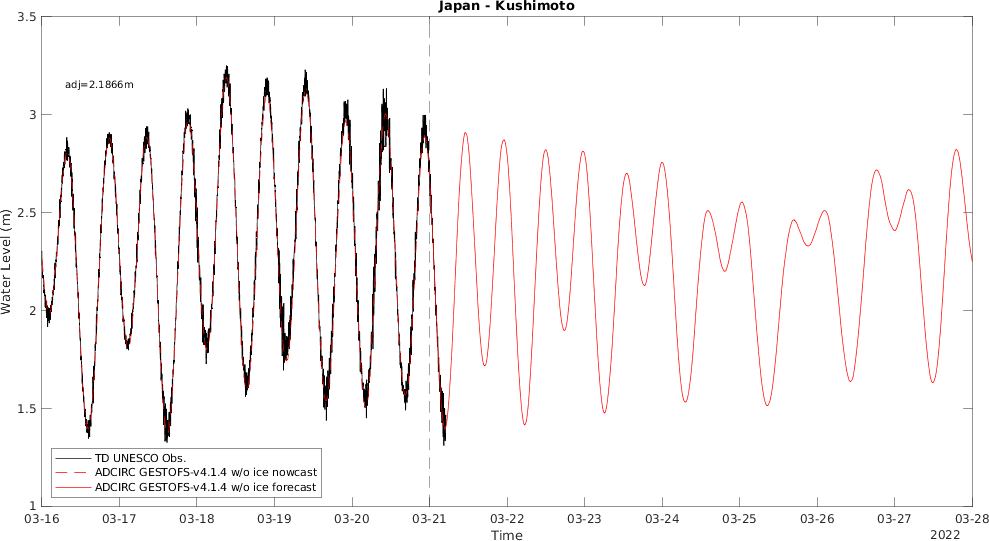 Japan - Kushimoto
3.5
3
2.5
2
1.5
1
Water Level (m)
adj=2.1866m
TD UNESCO Obs.
ADCIRC GESTOFS-v4.1.4 w/o ice nowcast
ADCIRC GESTOFS-v4.1.4 w/o ice forecast
03-16 03-17 03-18 03-19 03-20 03-21 03-22 03-23 03-24 03-25 03-26 03-27 03-28
Time
2022